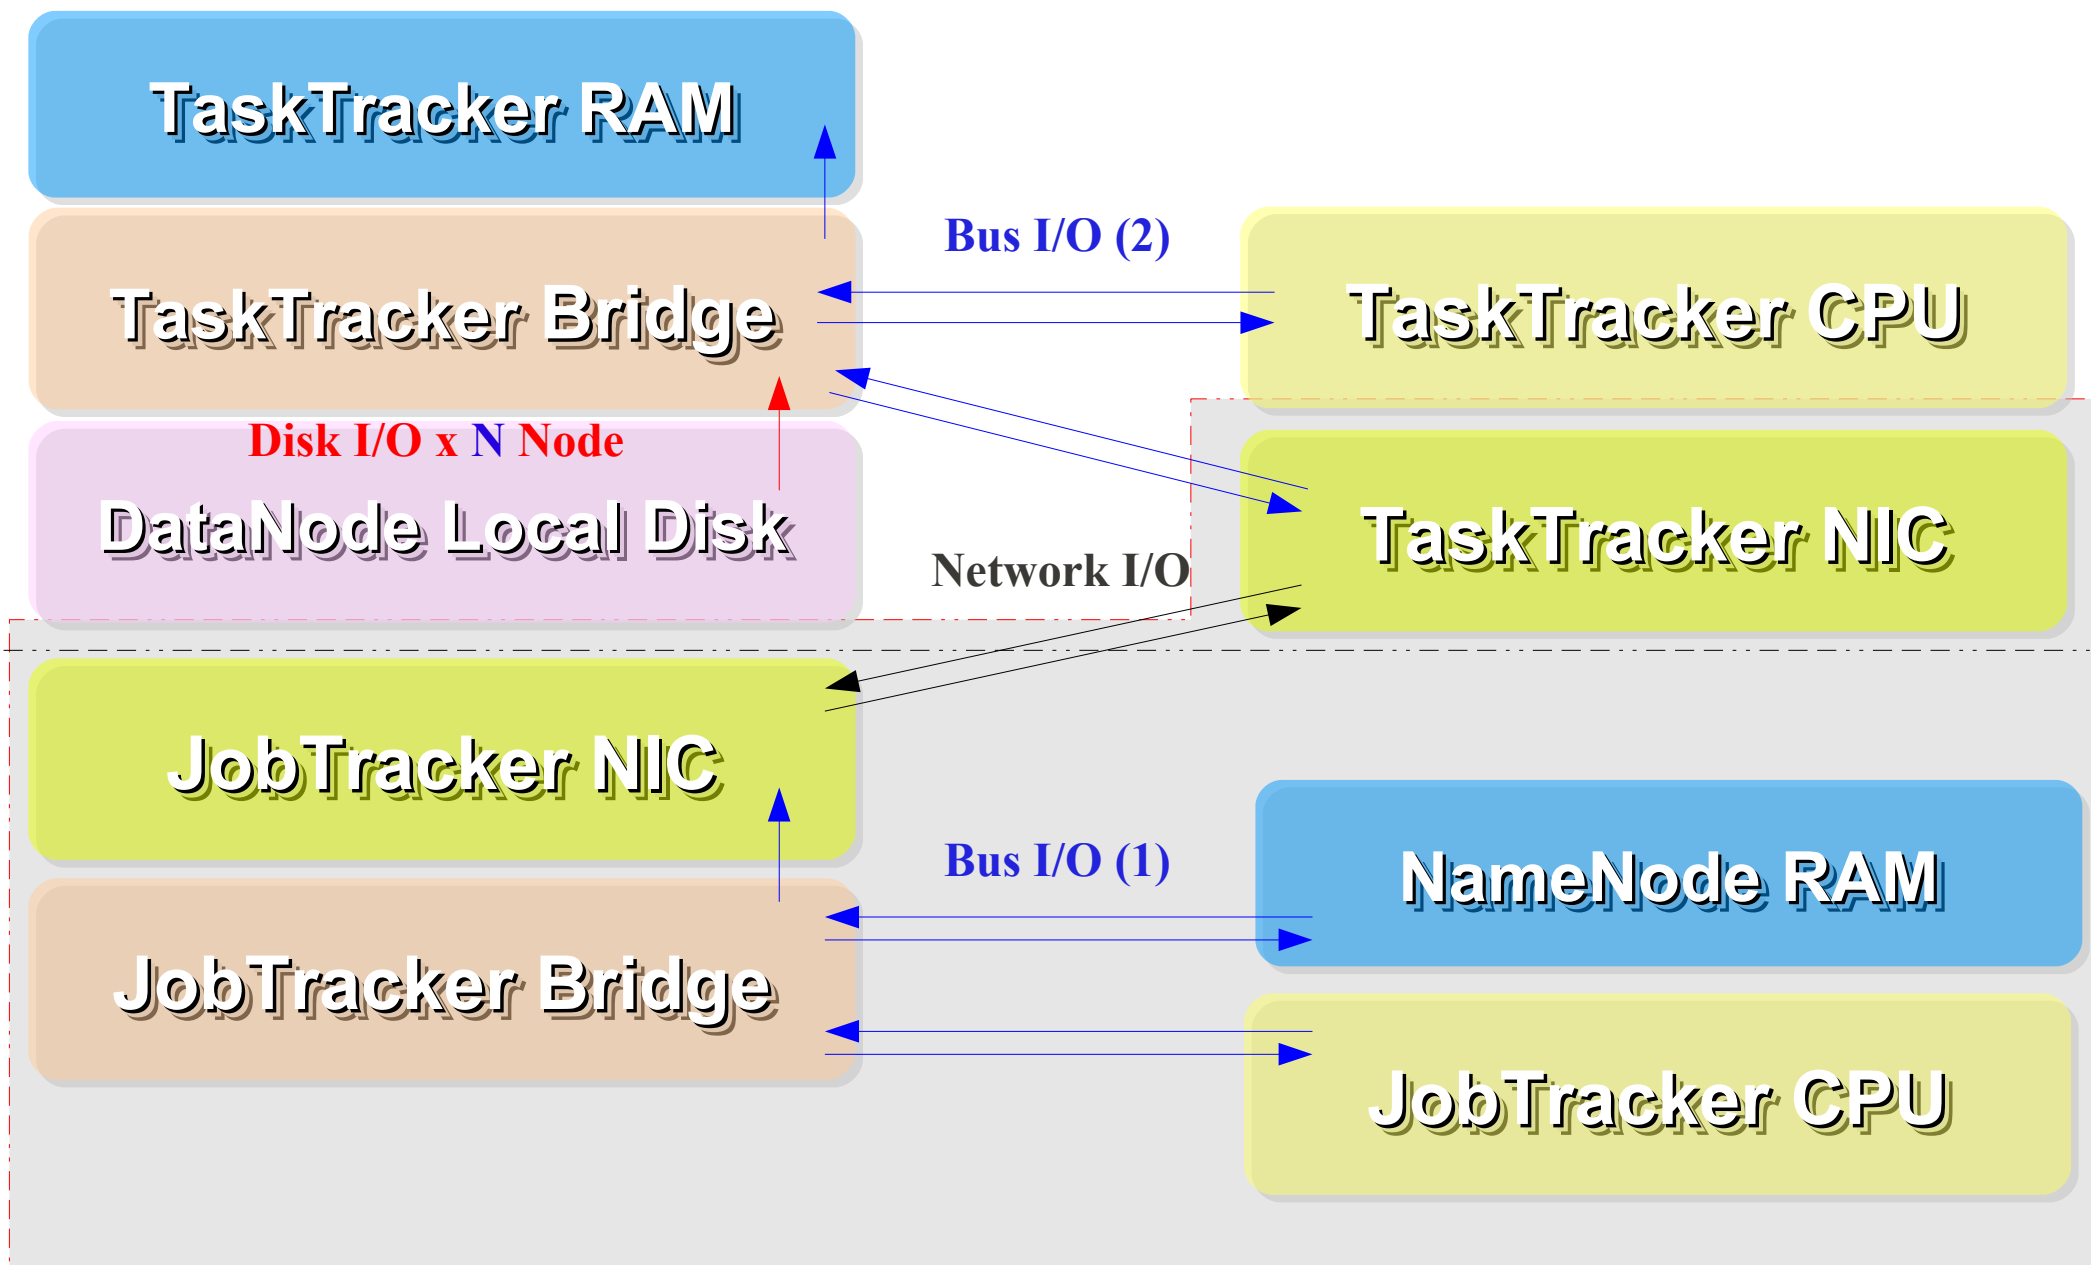 TaskTracker RAM
Bus I/O (2)
TaskTracker Bridge
TaskTracker CPU
Disk I/O x N Node
DataNode Local Disk
TaskTracker NIC
Network I/O
JobTracker NIC
Bus I/O (1)
NameNode RAM
JobTracker Bridge
JobTracker CPU